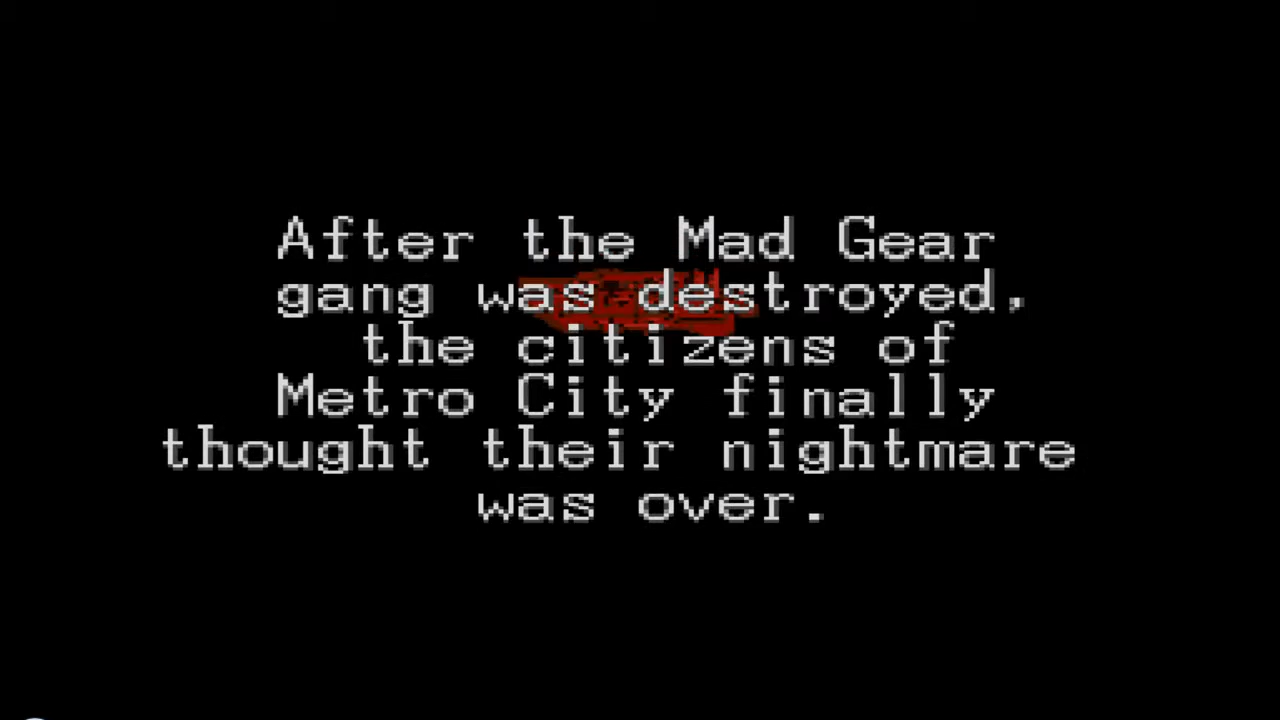 After the Mad Gear
gang was destroyed,
the citizens of
Metro City finally
thought their nightmare
was over.